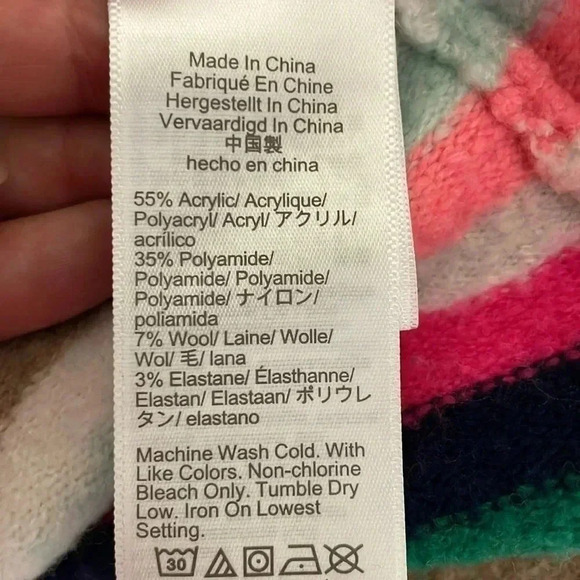 Made In China
Fabriqué En Chine
Hergestellt In China
Vervaardigd In China
中国製
hecho en china
55% Acrylic/ Acrylique/
Polyacryl/ Acryl/ アクリル/
acrílico
35% Polyamide/
Polyamide/ Polyamide/
Polyamide/ ナイロン/
poliamida
7% Wool/ Laine/ Wolle/
Wol/ 毛/ lana
3% Elastane/ Élasthanne/
Elastan/ Elastaan/ ポリウレ
タン/ elastano
Machine Wash Cold. With
Like Colors. Non-chlorine
Bleach Only. Tumble Dry
Low. Iron On Lowest
Setting.
30